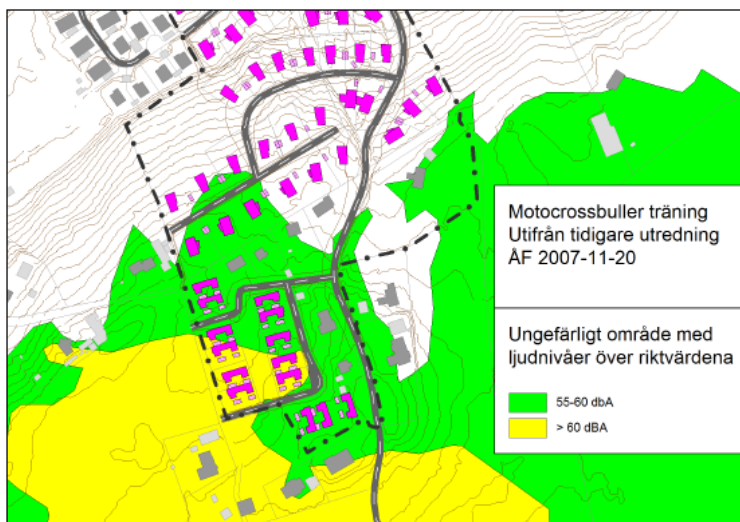 Motocrossbuller träning
Utifrån tidigare utredning
ÅF 2007-11-20
Ungefärligt område med
ljudnivåer över riktvärdena
55-60 dbA
> 60 dBA